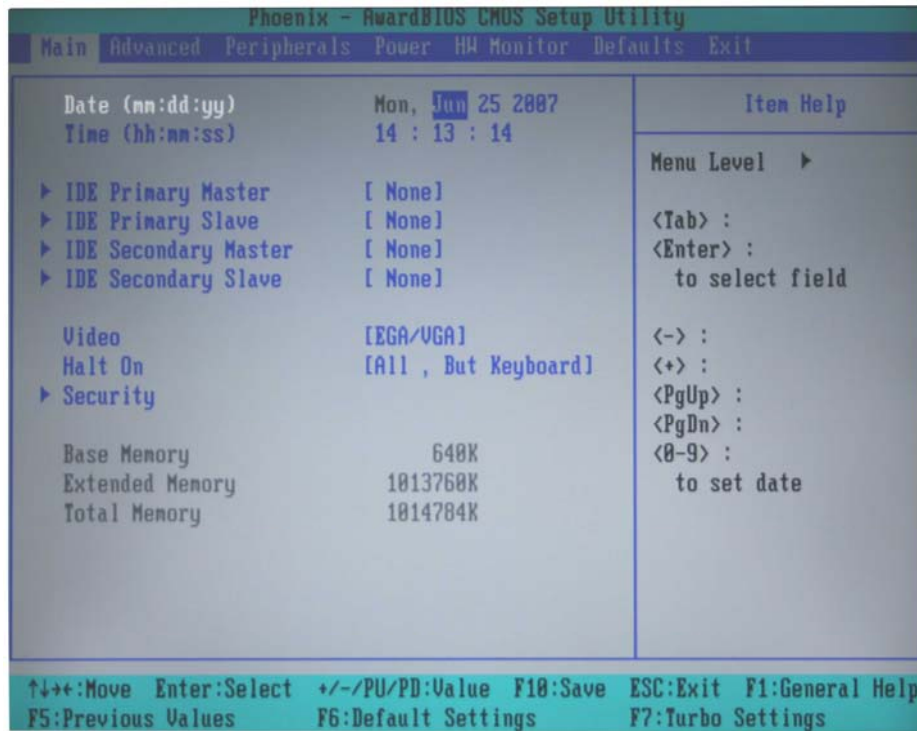 Phoenix - AwardBIOS CMOS Setup Utility
Main Advanced Peripherals Power HW Monitor Defaults Exit
Date (mm:dd:yy) Mon, Jun 25 2007
Time (hh:mm:ss) 14 : 13 : 14
▶ IDE Primary Master [ None]
▶ IDE Primary Slave [ None]
▶ IDE Secondary Master [ None]
▶ IDE Secondary Slave [ None]
Video [EGA/VGA]
Halt On [All , But Keyboard]
▶ Security
Base Memory 640K
Extended Memory 1013760K
Total Memory 1014784K
Item Help
Menu Level ▶
<Tab> :
<Enter> :
to select field
<-> :
<+> :
<PgUp> :
<PgDn> :
<0-9> :
to set date
↑↓→←:Move Enter:Select +/-/PU/PD:Value F10:Save ESC:Exit F1:General Help
F5:Previous Values F6:Default Settings F7:Turbo Settings